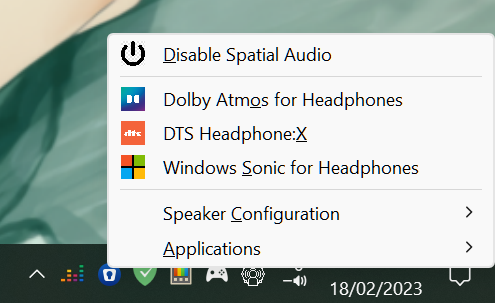 Disable Spatial Audio
Dolby Atmos for Headphones
dts DTS Headphone:X
Windows Sonic for Headphones
Speaker Configuration
Applications
18/02/2023